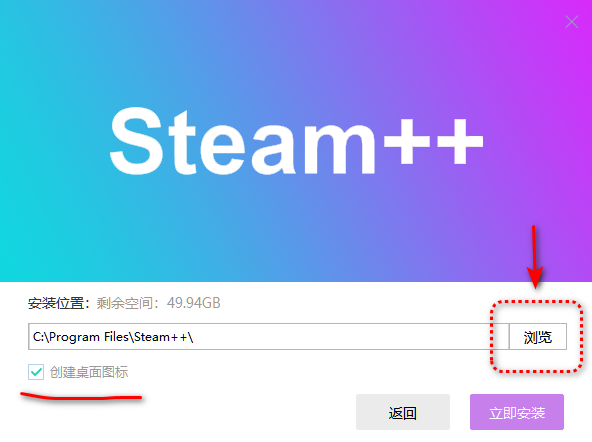 Steam++
安装位置：剩余空间：49.94GB
C:\Program Files\Steam++\
浏览
创建桌面图标
返回
立即安装